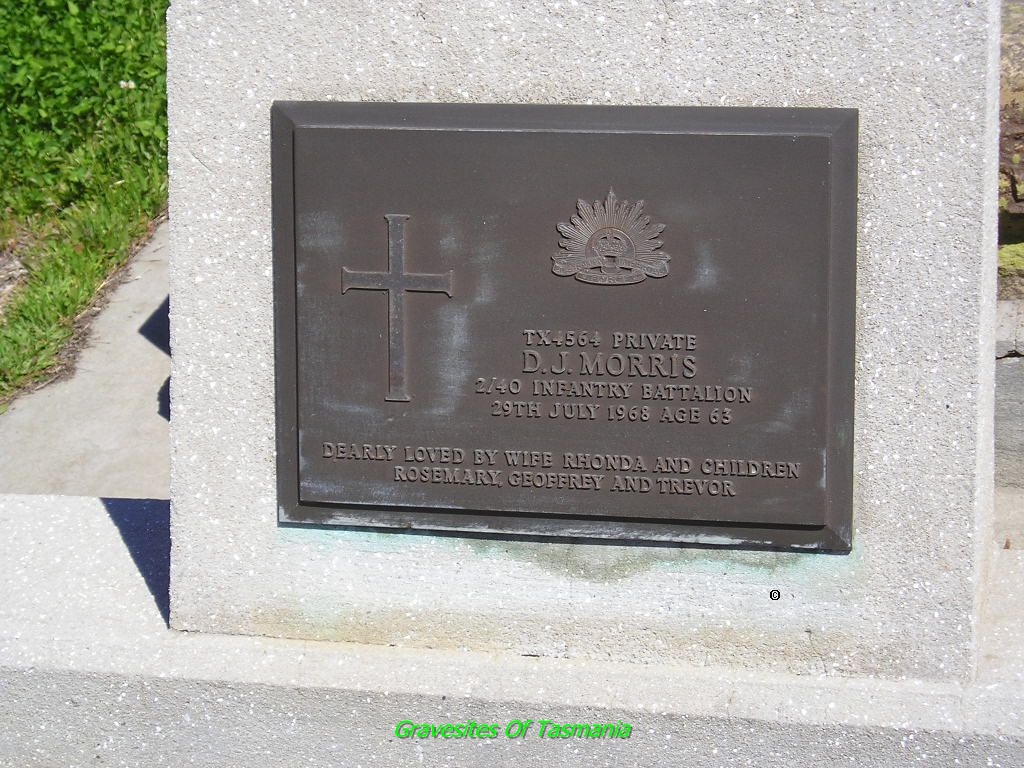 TX4564 PRIVATE
D.J. MORRIS
2/40 INFANTRY BATTALION
29TH JULY 1968 AGE 63
DEARLY LOVED BY WIFE RHONDA AND CHILDREN
ROSEMARY, GEOFFREY AND TREVOR
©
Gravesites Of Tasmania